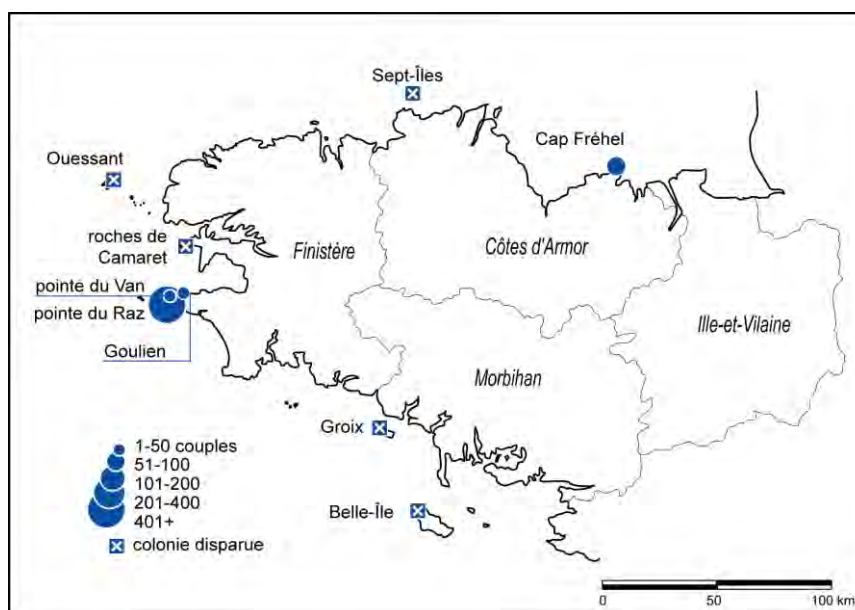 Sept-Îles
Cap Fréhel
Ouessant
roches de
Camaret
Finistère
Côtes d'Armor
pointe du Van
pointe du Raz
Ille-et-Vilaine
Goulien
Morbihan
Groix
1-50 couples
51-100
101-200
201-400
401+
Belle-Île
colonie disparue
0 50 100 km